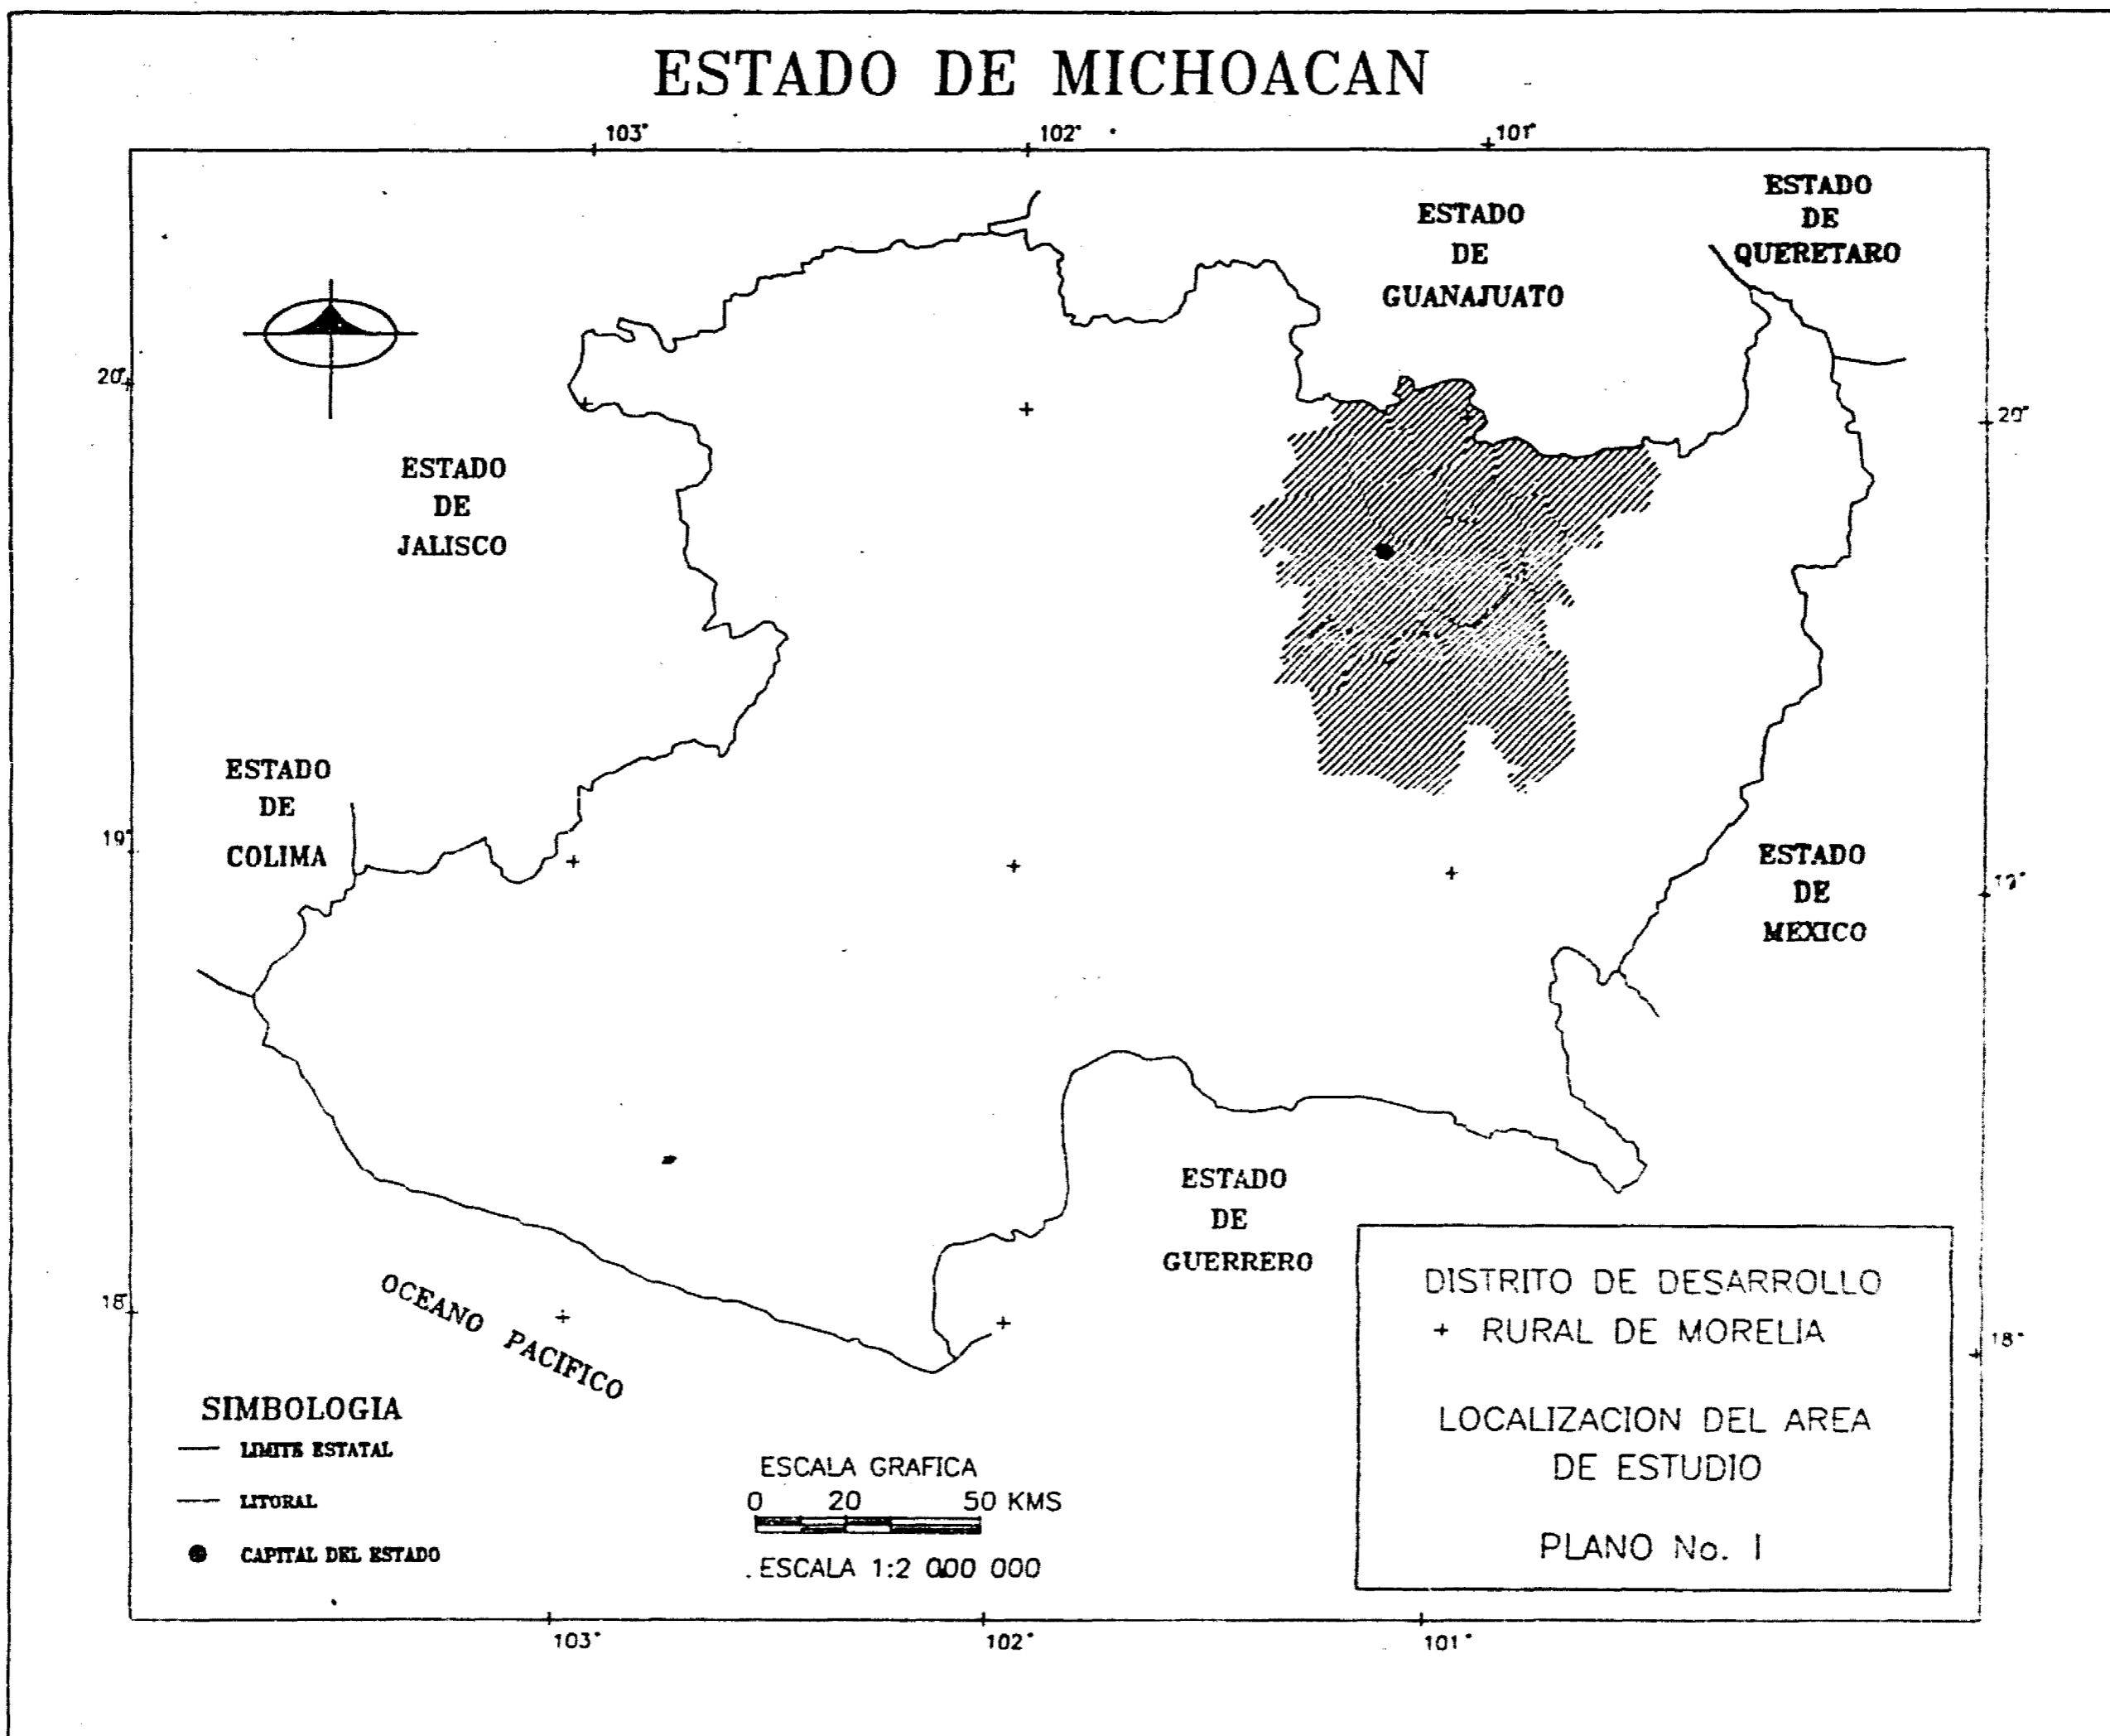 ESTADO DE MICHOACAN
103° 102° 101°
ESTADO
DE
QUERETARO
ESTADO
DE
GUANAJUATO
20°
20°
ESTADO
DE
JALISCO
ESTADO
DE
COLIMA
19°
19°
ESTADO
DE
MEXICO
ESTADO
DE
GUERRERO
OCEANO PACIFICO
18°
18°
DISTRITO DE DESARROLLO
RURAL DE MORELIA
LOCALIZACION DEL AREA
DE ESTUDIO
PLANO No. 1
SIMBOLOGIA
LIMITE ESTATAL
LITORAL
CAPITAL DEL ESTADO
ESCALA GRAFICA
0 20 50 KMS
ESCALA 1:2 000 000
103° 102° 101°